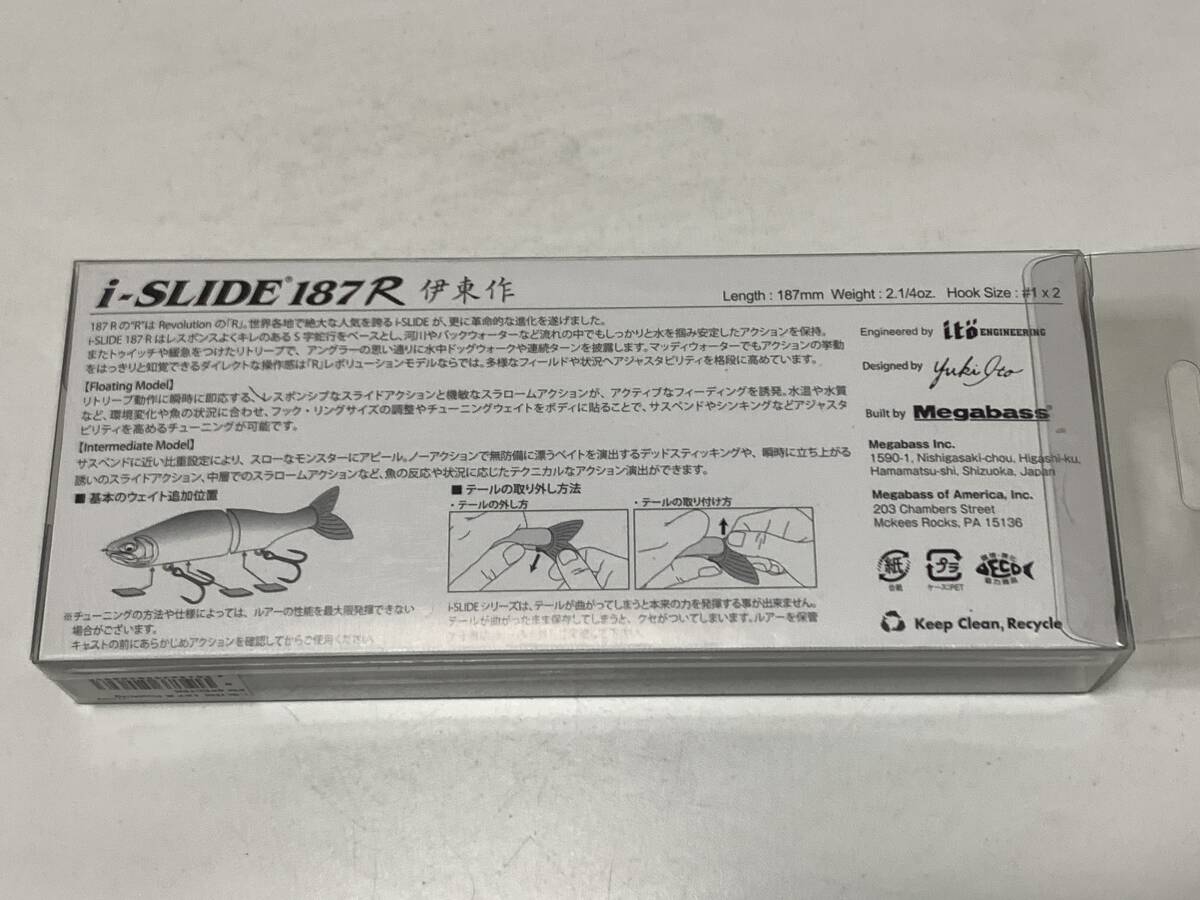 i-SLIDE® 187R 伊東作
Length : 187mm Weight : 2.1/4oz. Hook Size : #1 x 2
187 R の"R"は Revolution の「R」。世界各地で絶大な人気を誇る i-SLIDE が、更に革命的な進化を遂げました。
i-SLIDE 187 R はレスポンスよくキレのある S 字蛇行をベースとし、河川やバックウォーターなど流れの中でもしっかりと水を掴み安定したアクションを保持。
またトゥイッチや緩急をつけたリトリーブで、アングラーの思い通りに水中ドッグウォークや連続ターンを披露します。マッディウォーターでもアクションの挙動
をはっきりと知覚できるダイレクトな操作感は「R」レボリューションモデルならでは。多様なフィールドや状況へアジャスタビリティを格段に高めています。
【Floating Model】
リトリーブ動作に瞬時に即応する、レスポンシブなスライドアクションと機敏なスラロームアクションが、アクティブなフィーディングを誘発。水温や水質
など、環境変化や魚の状況に合わせ、フック・リングサイズの調整やチューニングウェイトをボディに貼ることで、サスペンドやシンキングなどアジャスタ
ビリティを高めるチューニングが可能です。
【Intermediate Model】
サスペンドに近い比重設定により、スローなモンスターにアピール。ノーアクションで無防備に漂うベイトを演出するデッドスティッキングや、瞬時に立ち上がる
誘いのスライドアクション、中層でのスラロームアクションなど、魚の反応や状況に応じたテクニカルなアクション演出ができます。
■ 基本のウェイト追加位置
※チューニングの方法や仕様によっては、ルアーの性能を最大限発揮できない
場合がございます。
キャストの前にあらかじめアクションを確認してからご使用ください。
■ テールの取り外し方法
・テールの外し方
・テールの取り付け方
i-SLIDE シリーズは、テールが曲がってしまうと本来の力を発揮する事が出来ません。
テールが曲がったまま保存してしまうと、クセがついてしまいます。ルアーを保管
Engineered by itö ENGINEERING
Designed by Yuki Ito
Built by Megabass®
Megabass Inc.
1590-1, Nishigasaki-chou, Higashi-ku,
Hamamatsu-shi, Shizuoka, Japan
Megabass of America, Inc.
203 Chambers Street
Mckees Rocks, PA 15136
紙
台紙
プラ
ケース:PET
環境・浄化
ECO
協力商品
Keep Clean, Recycle